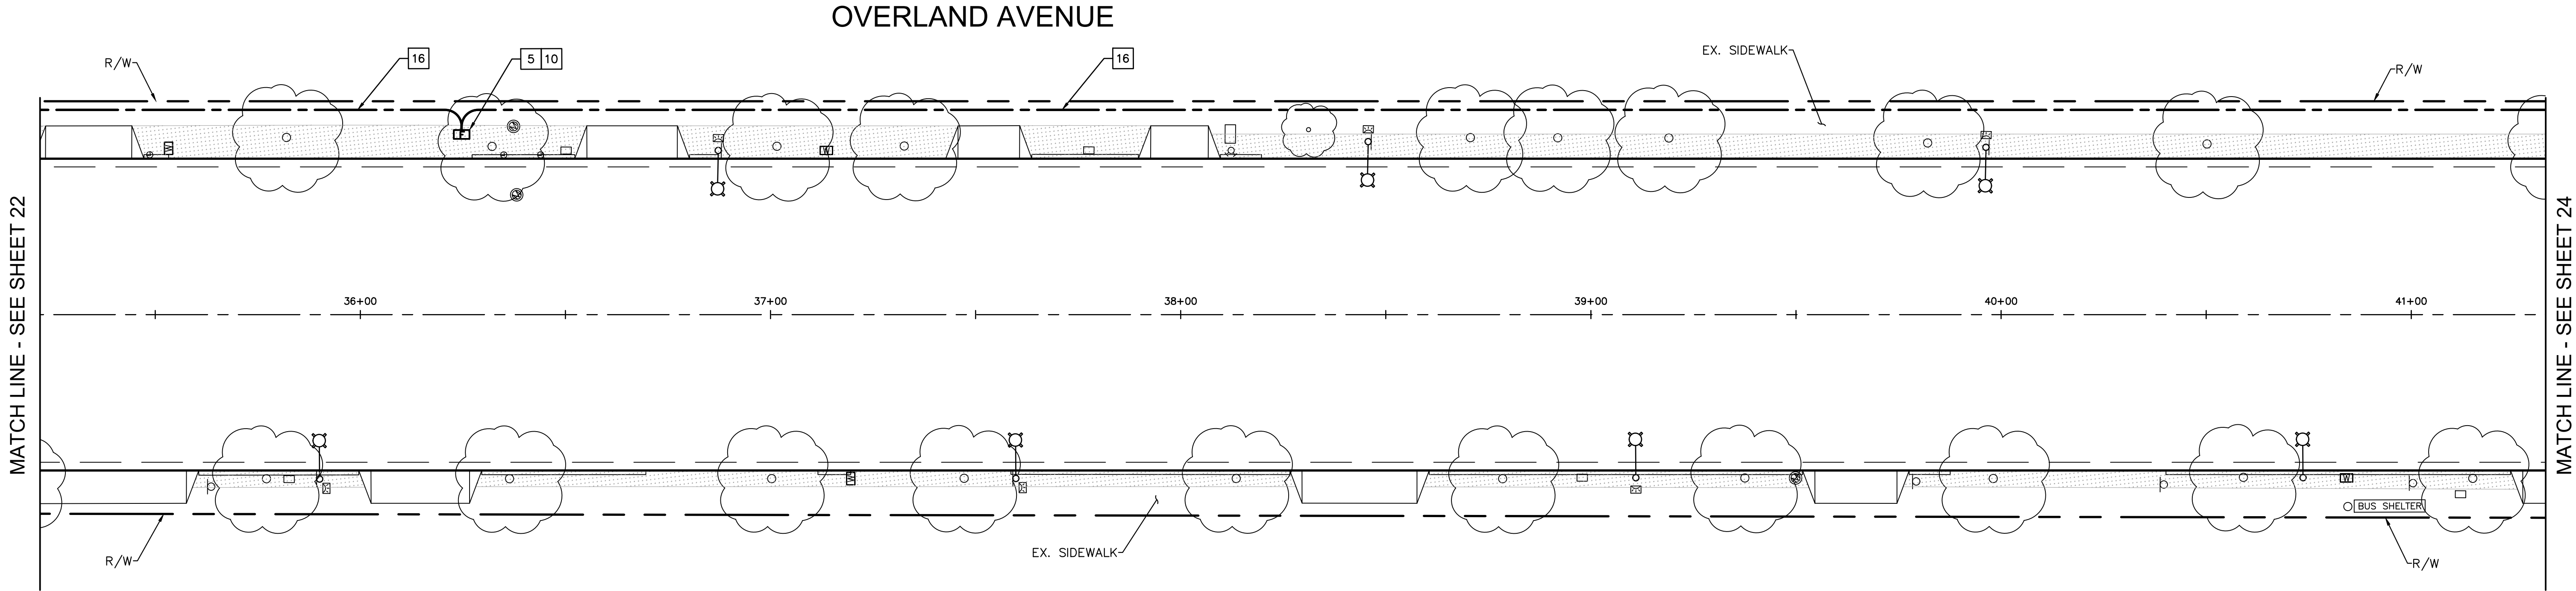 OVERLAND AVENUE
R/W
16
5 10
16
EX. SIDEWALK
R/W
F
W
W
MATCH LINE - SEE SHEET 22
MATCH LINE - SEE SHEET 24
36+00
37+00
38+00
39+00
40+00
41+00
W
W
BUS SHELTER
R/W
EX. SIDEWALK
R/W